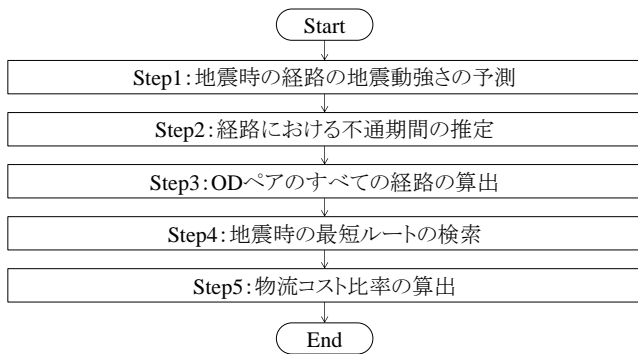 Start
Step1:地震時の経路の地震動強さの予測
Step2:経路における不通期間の推定
Step3:ODペアのすべての経路の算出
Step4:地震時の最短ルートの検索
Step5:物流コスト比率の算出
End